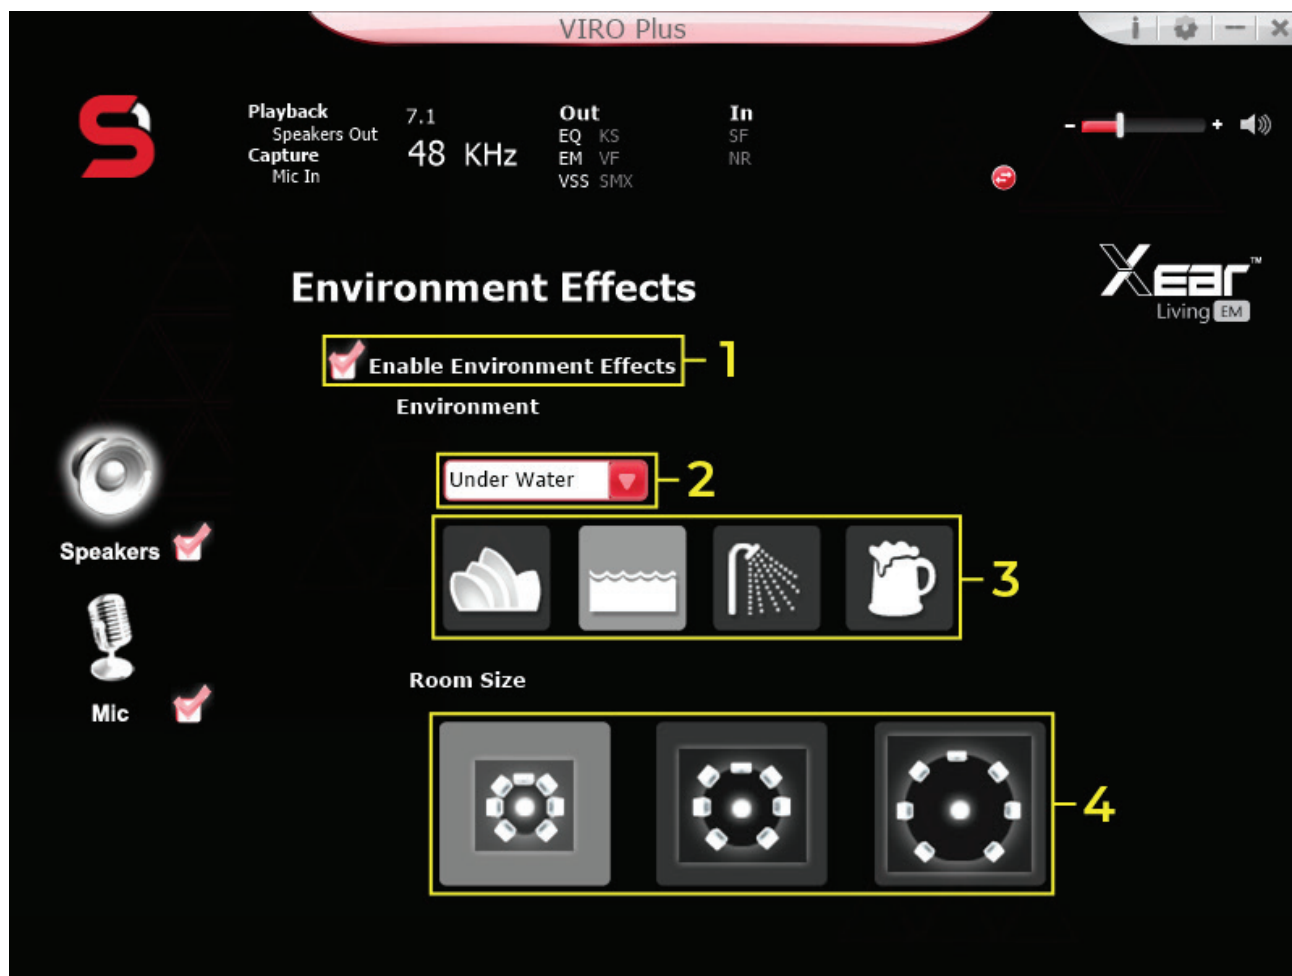 VIRO Plus
Playback 7.1 Out In
Speakers Out EQ KS SF
Capture 48 KHz EM VF NR
Mic In VSS SMX
- +
Xear™
Living EM
Environment Effects
Enable Environment Effects 1
Environment
Under Water 2
3
Speakers
Room Size
Mic
4